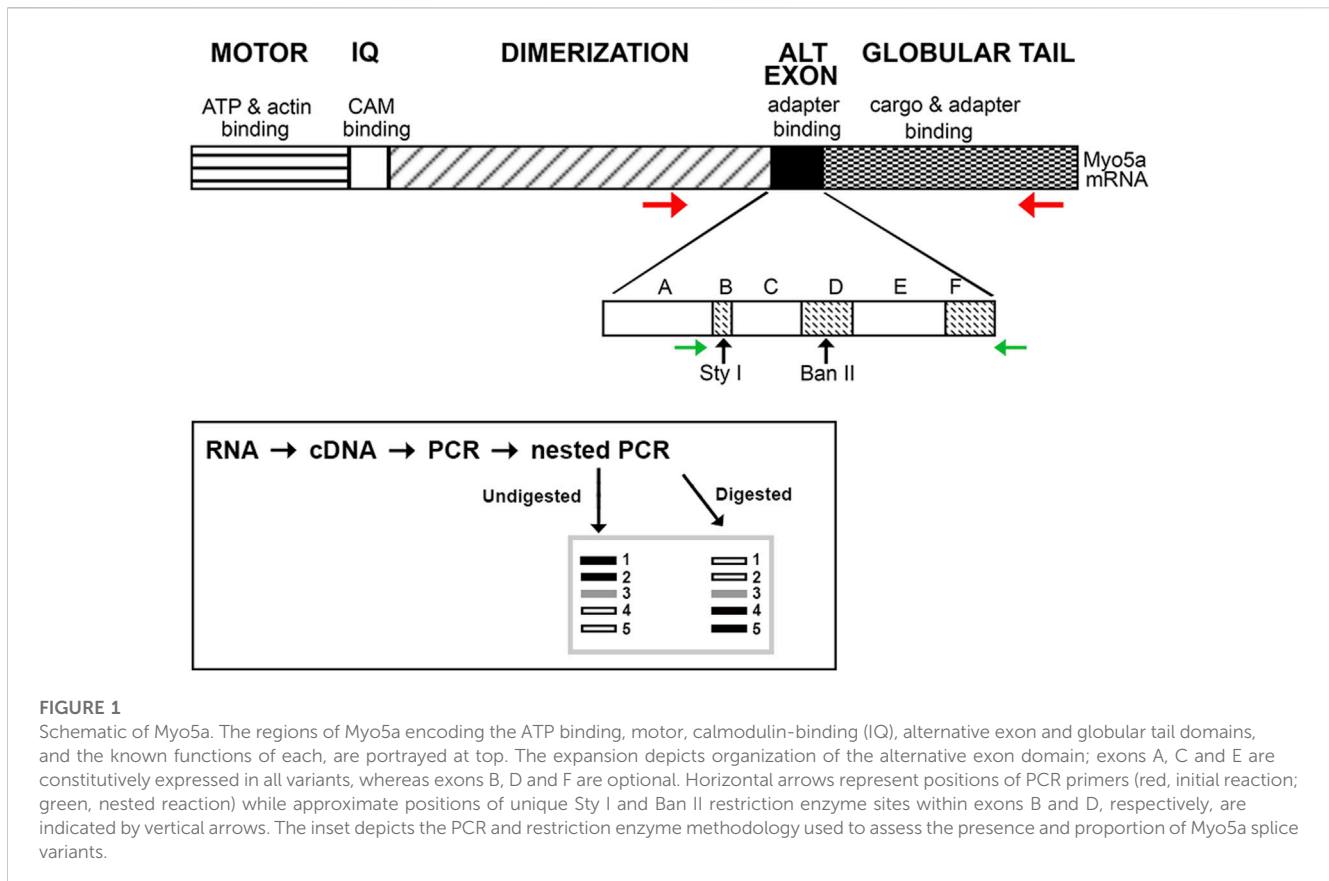 MOTOR IQ DIMERIZATION ALT EXON GLOBULAR TAIL
ATP & actin binding CAM binding adapter binding cargo & adapter binding
Myo5a mRNA
A B C D E F
Sty I Ban II
RNA → cDNA → PCR → nested PCR
Undigested Digested
1 1
2 2
3 3
4 4
5 5
FIGURE 1
Schematic of Myo5a. The regions of Myo5a encoding the ATP binding, motor, calmodulin-binding (IQ), alternative exon and globular tail domains,
and the known functions of each, are portrayed at top. The expansion depicts organization of the alternative exon domain; exons A, C and E are
constitutively expressed in all variants, whereas exons B, D and F are optional. Horizontal arrows represent positions of PCR primers (red, initial reaction;
green, nested reaction) while approximate positions of unique Sty I and Ban II restriction enzyme sites within exons B and D, respectively, are
indicated by vertical arrows. The inset depicts the PCR and restriction enzyme methodology used to assess the presence and proportion of Myo5a splice
variants.